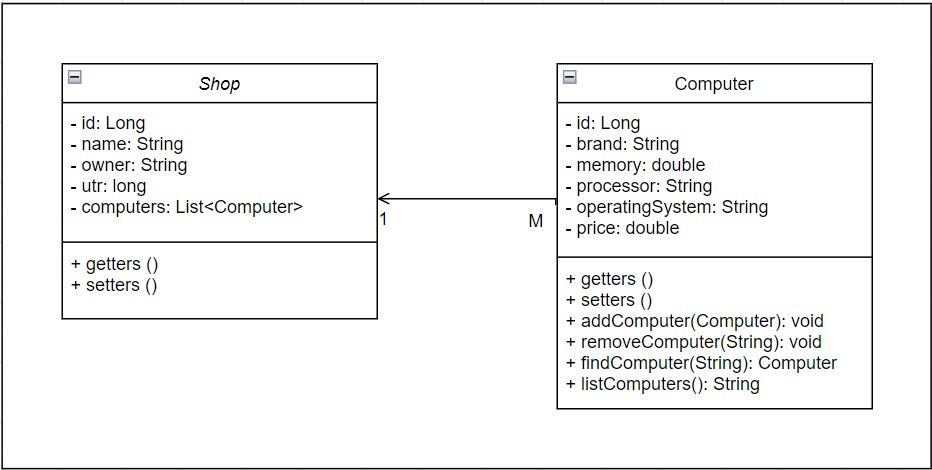 Shop
- id: Long
- name: String
- owner: String
- utr: long
- computers: List<Computer>
+ getters ()
+ setters ()
1
M
Computer
- id: Long
- brand: String
- memory: double
- processor: String
- operatingSystem: String
- price: double
+ getters ()
+ setters ()
+ addComputer(Computer): void
+ removeComputer(String): void
+ findComputer(String): Computer
+ listComputers(): String